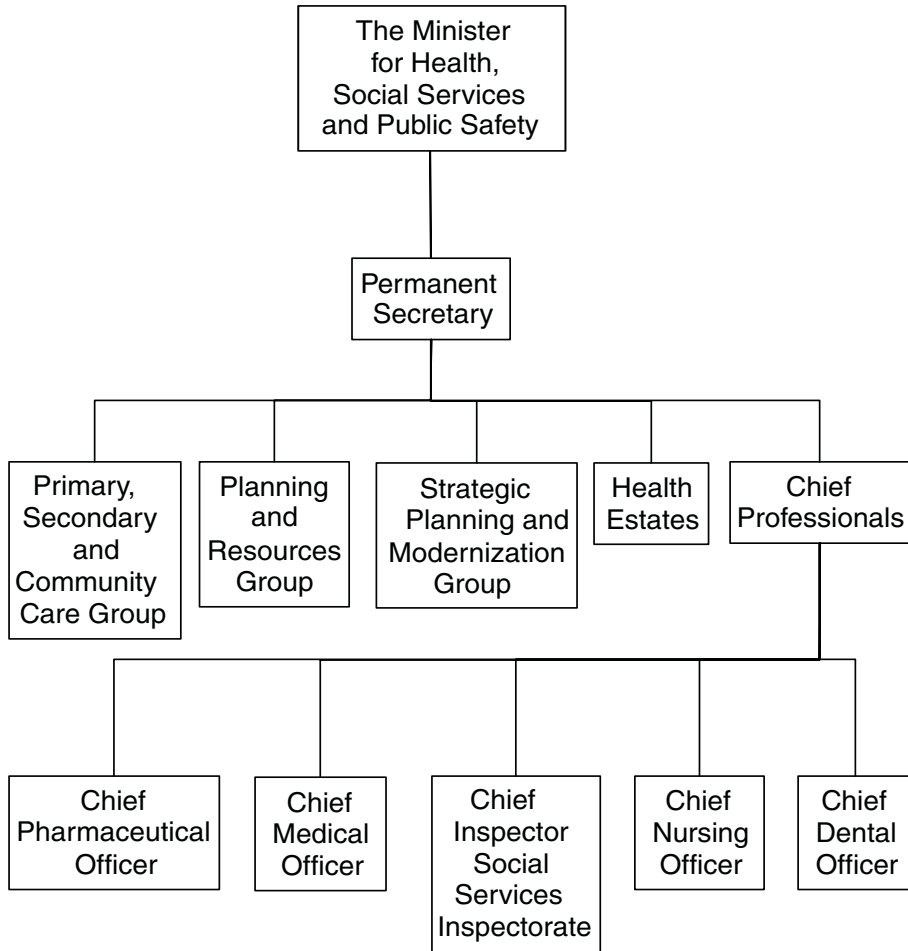 The Minister
for Health,
Social Services
and Public Safety
Permanent
Secretary
Primary,
Secondary
and
Community
Care Group
Planning
and
Resources
Group
Strategic
Planning and
Modernization
Group
Health
Estates
Chief
Professionals
Chief
Pharmaceutical
Officer
Chief
Medical
Officer
Chief
Inspector
Social
Services
Inspectorate
Chief
Nursing
Officer
Chief
Dental
Officer